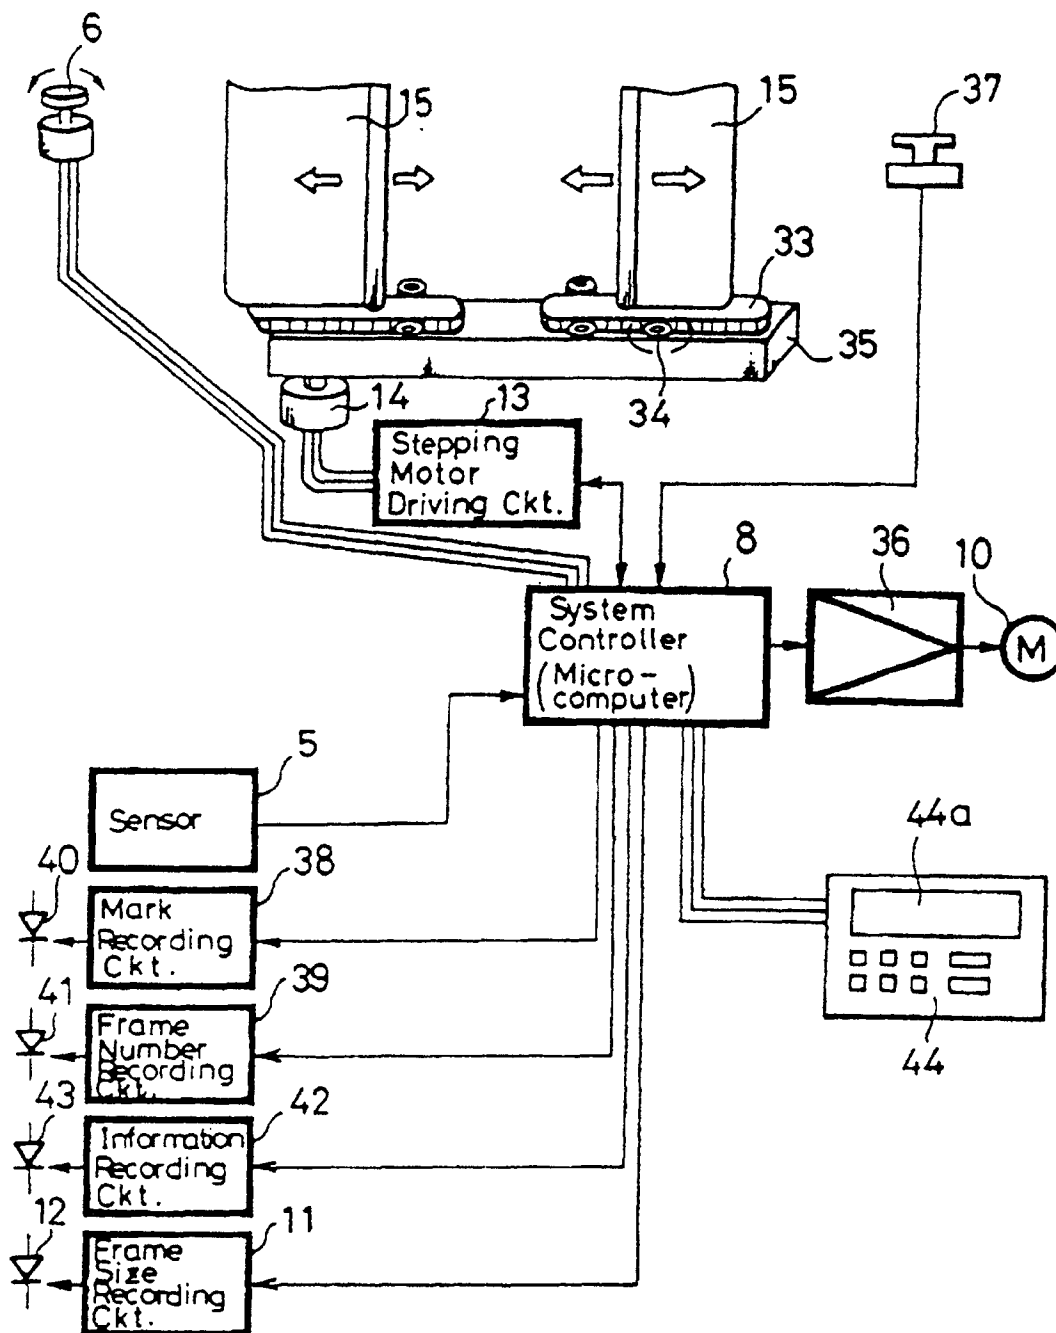 6
15
15
37
33
35
34
14
13
Stepping
Motor
Driving Ckt.
8
36
10
System
Controller
(Micro-
computer)
M
5
Sensor
44a
40
38
Mark
Recording
Ckt.
41
39
Frame
Number
Recording
Ckt.
44
43
42
Information
Recording
Ckt.
12
11
Frame
Size
Recording
Ckt.